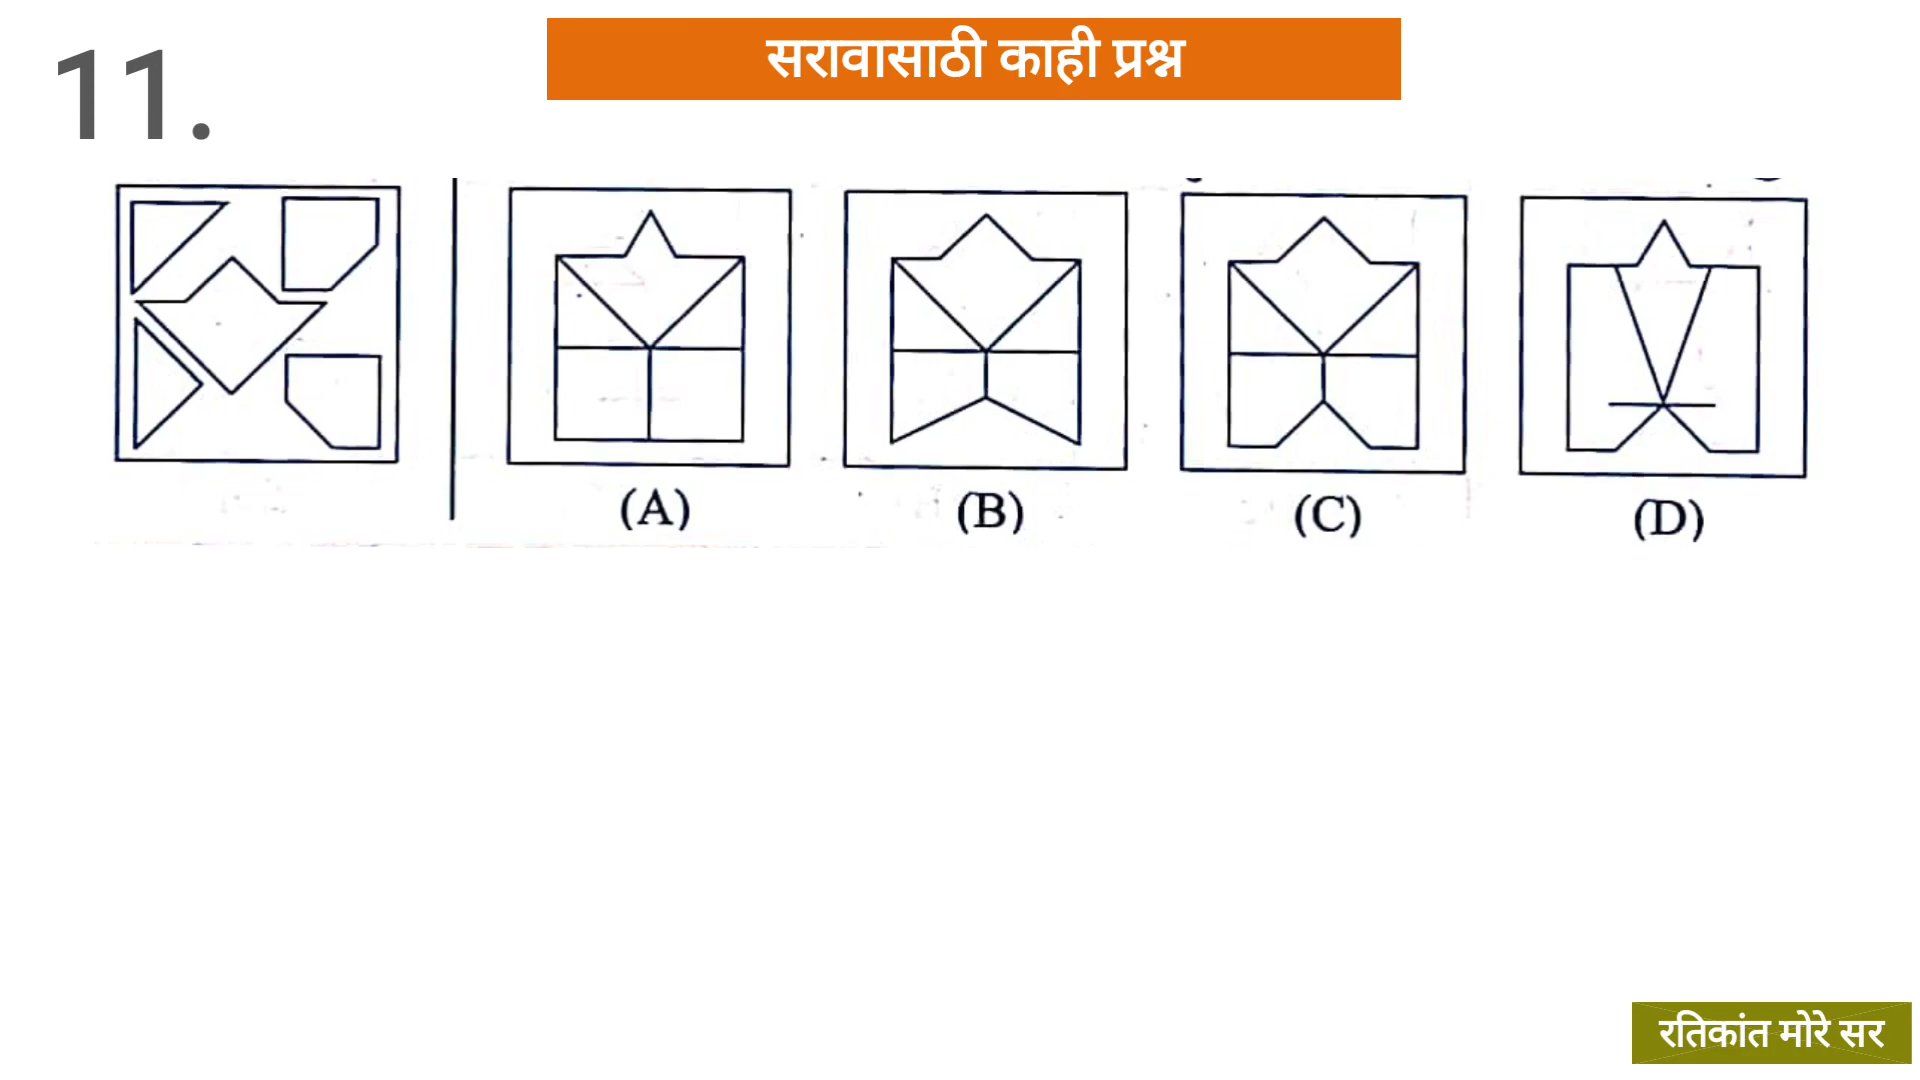 सरावासाठी काही प्रश्न
11.
(A) (B) (C) (D)
रतिकांत मोरे सर